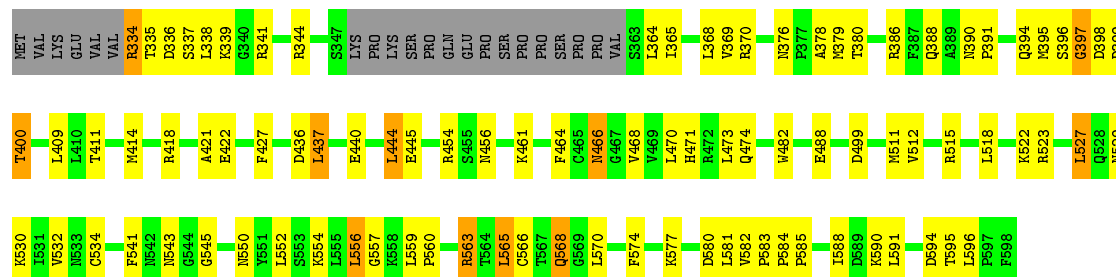 MET VAL LYS GLU VAL VAL R334 T335 D336 S337 L338 K339 G340 R341 R344 S347 LYS PRO LYS SER PRO GLN GLU PRO SER PRO PRO PRO SER PRO VAL S363 L364 I365 L368 V369 R370 N376 P377 A378 M379 T380 R386 F387 Q388 A389 N390 P391 Q394 M395 S396 G397 D398
T400 L409 L410 T411 M414 R418 A421 E422 F427 D436 L437 E440 L444 E445 R454 S455 N456 K461 F464 C465 N466 G467 V468 V469 L470 H471 R472 L473 Q474 W482 E488 D499 M511 V512 R515 L518 K522 R523 L527 Q528
K530 I531 V532 N533 C534 F541 N542 N543 G544 G545 N550 Y551 L552 S553 K554 L555 L556 G557 K558 L559 P560 R563 T564 L565 C566 T567 Q568 G569 L570 F574 K577 D580 L581 V582 P583 P584 P585 I588 D589 K590 L591 D594 T595 L596 P597 F598